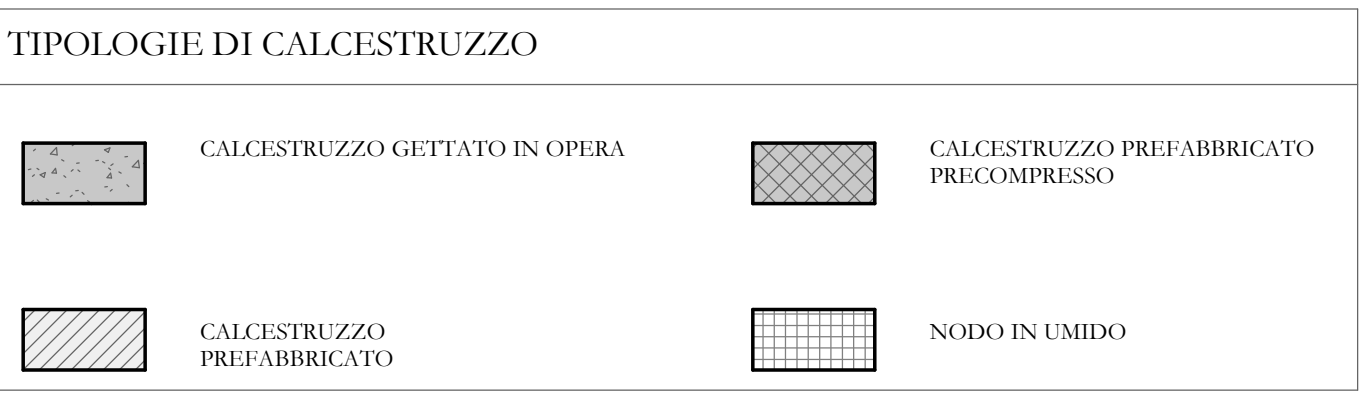 TIPOLOGIE DI CALCESTRUZZO
CALCESTRUZZO GETTATO IN OPERA
CALCESTRUZZO PREFABBRICATO
PRECOMPRESSO
CALCESTRUZZO
PREFABBRICATO
NODO IN UMIDO